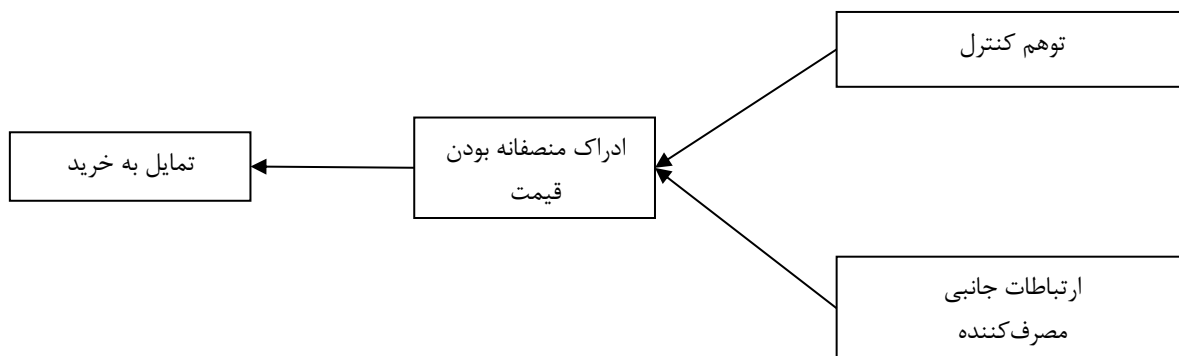 توهم کنترل
ادراک منصفانه بودن
قیمت
تمایل به خرید
ارتباطات جانبی
مصرف‌کننده